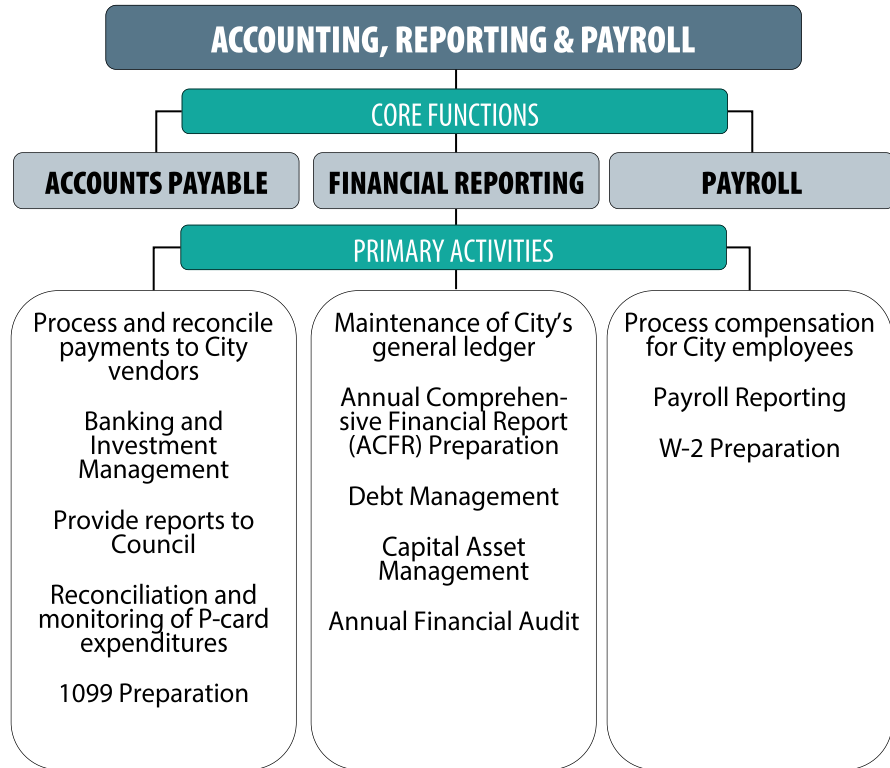 ACCOUNTING, REPORTING & PAYROLL
CORE FUNCTIONS
ACCOUNTS PAYABLE
FINANCIAL REPORTING
PAYROLL
PRIMARY ACTIVITIES
Process and reconcile
payments to City
vendors
Banking and
Investment
Management
Provide reports to
Council
Reconciliation and
monitoring of P-card
expenditures
1099 Preparation
Maintenance of City’s
general ledger
Annual Comprehen-
sive Financial Report
(ACFR) Preparation
Debt Management
Capital Asset
Management
Annual Financial Audit
Process compensation
for City employees
Payroll Reporting
W-2 Preparation